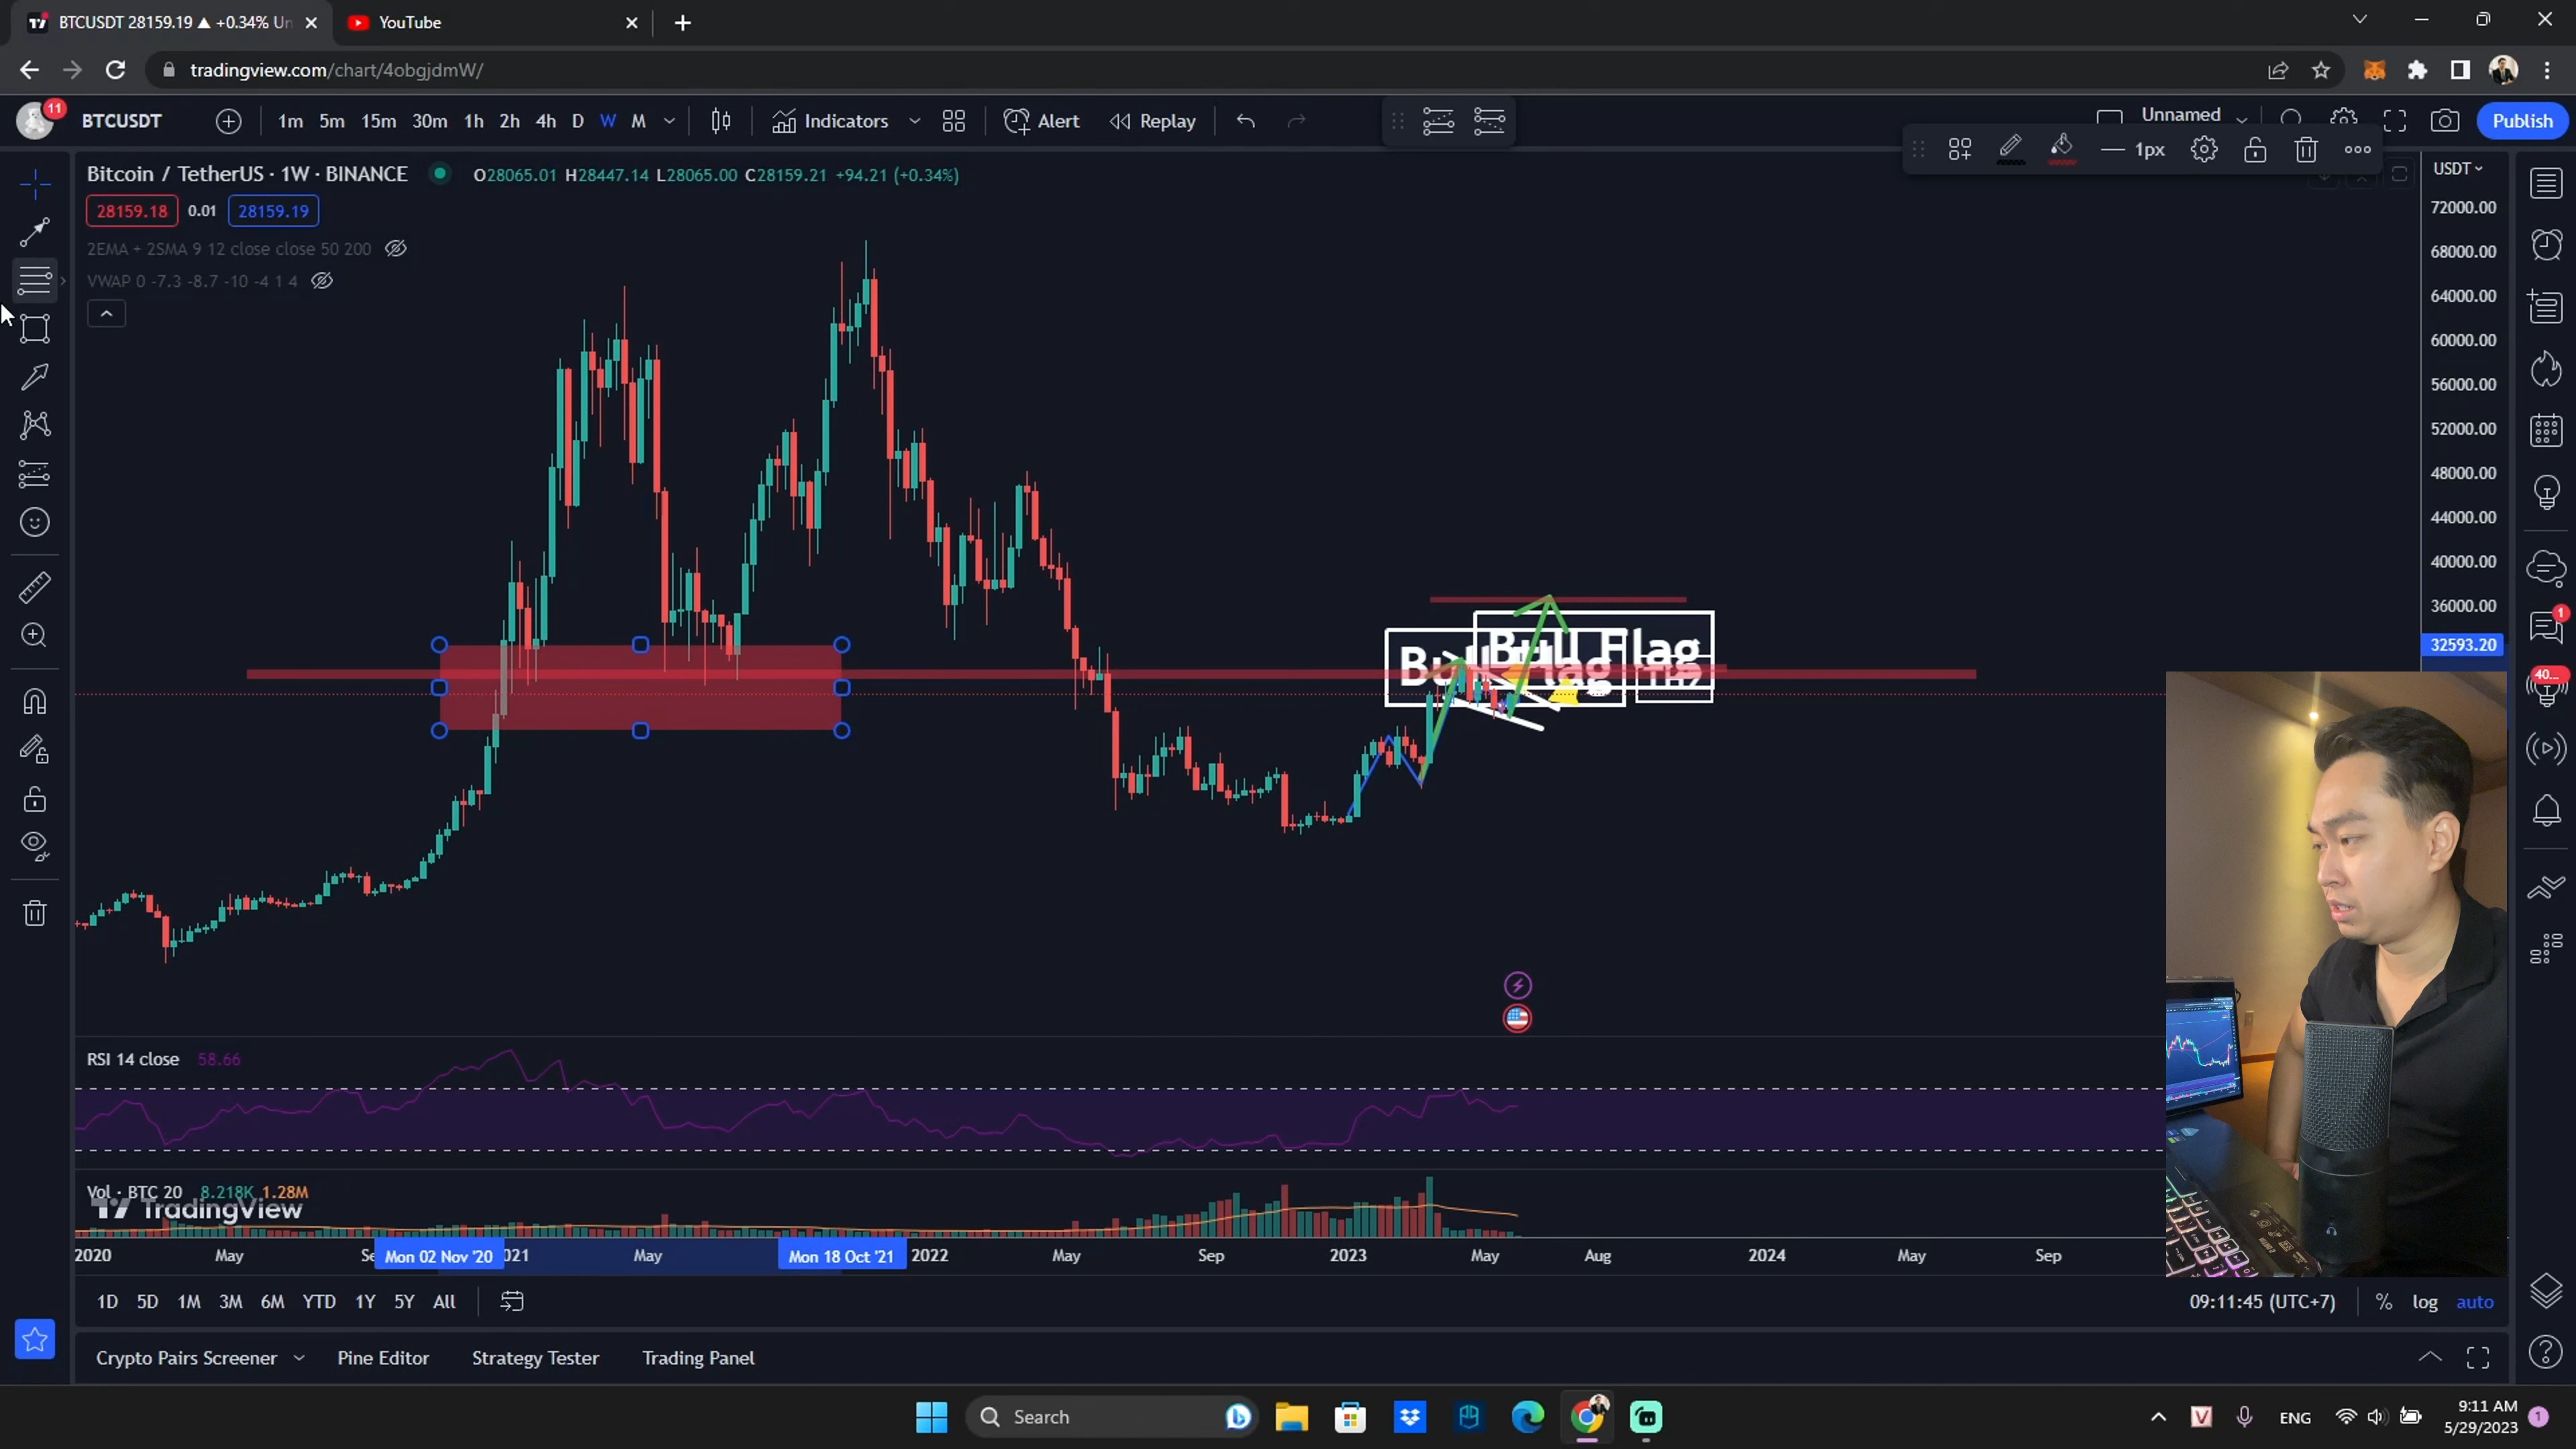 BTCUSDT 28159.19 ▲ +0.34% Un
YouTube
tradingview.com/chart/4obgjdmW/
11
BTCUSDT
1m 5m 15m 30m 1h 2h 4h D W M
Indicators
Alert
Replay
Unnamed
Publish
1px
Bitcoin / TetherUS · 1W · BINANCE
O28065.01 H28447.14 L28065.00 C28159.21 +94.21 (+0.34%)
USDT
28159.18 0.01 28159.19
2EMA + 2SMA 9 12 close close 50 200
VWAP 0 -7.3 -8.7 -10 -4 1 4
72000.00
68000.00
64000.00
60000.00
56000.00
52000.00
48000.00
44000.00
40000.00
36000.00
32593.20
1
40...
Bull Flag
RSI 14 close 58.66
Vol · BTC 20 8.218K 1.28M
TradingView
2020 May Se Mon 02 Nov '20 021 May Mon 18 Oct '21 2022 May Sep 2023 May Aug 2024 May Sep
1D 5D 1M 3M 6M YTD 1Y 5Y All
09:11:45 (UTC+7) % log auto
Crypto Pairs Screener Pine Editor Strategy Tester Trading Panel
Search
ENG
9:11 AM
5/29/2023
1